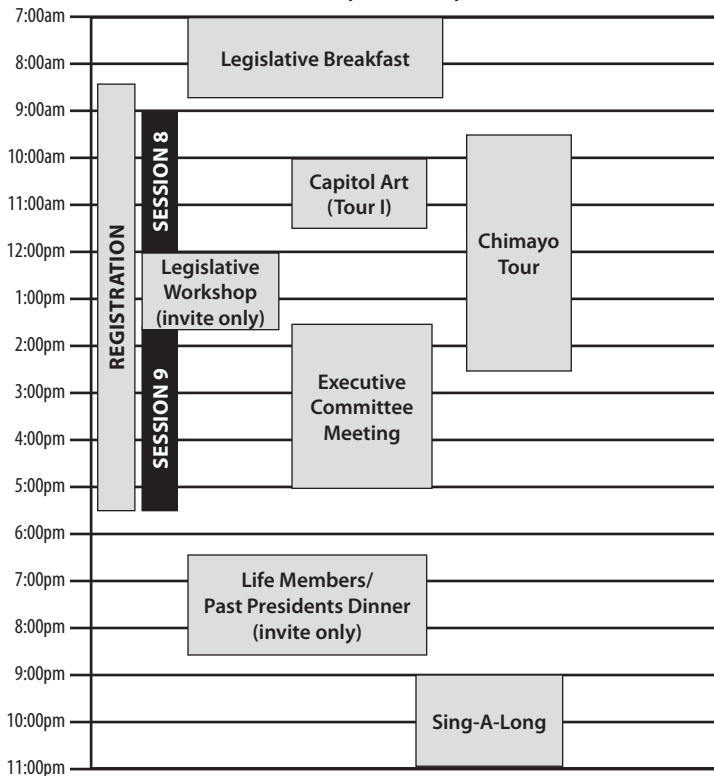 7:00am
Legislative Breakfast
8:00am
9:00am
SESSION 8
10:00am
Capitol Art
(Tour I)
11:00am
Chimayo
Tour
12:00pm
REGISTRATION
Legislative
Workshop
(invite only)
1:00pm
2:00pm
Executive
Committee
Meeting
3:00pm
SESSION 9
4:00pm
5:00pm
6:00pm
7:00pm
Life Members/
Past Presidents Dinner
(invite only)
8:00pm
9:00pm
10:00pm
Sing-A-Long
11:00pm